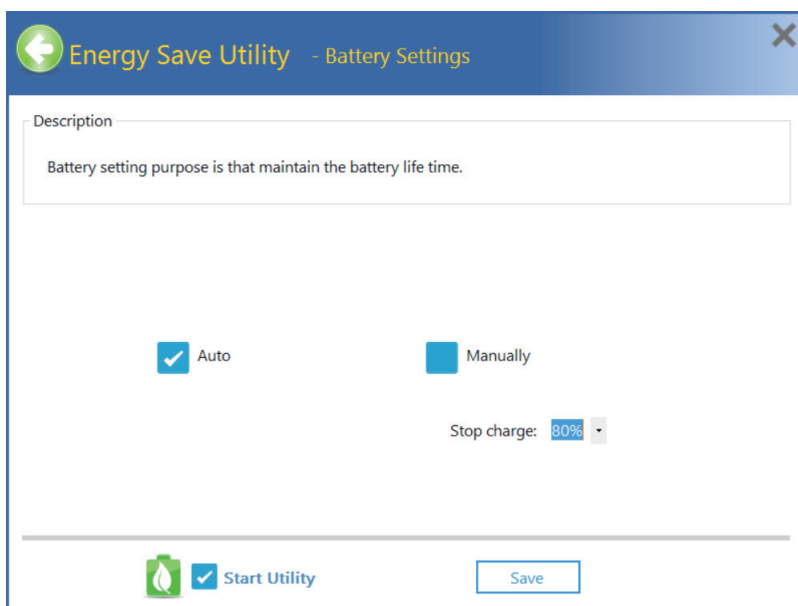 Energy Save Utility - Battery Settings
Description
Battery setting purpose is that maintain the battery life time.
Auto Manually
Stop charge: 80%
Start Utility Save